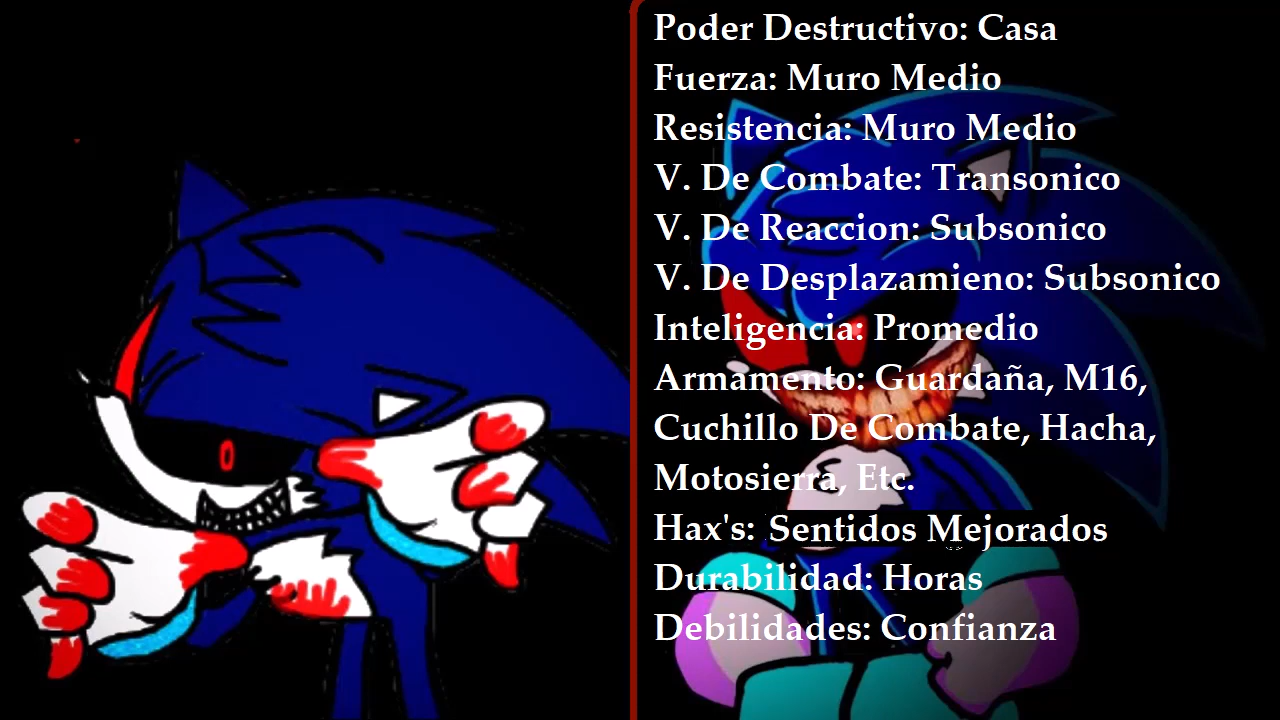 Poder Destructivo: Casa
Fuerza: Muro Medio
Resistencia: Muro Medio
V. De Combate: Transonico
V. De Reaccion: Subsonico
V. De Desplazamieno: Subsonico
Inteligencia: Promedio
Armamento: Guardaña, M16,
Cuchillo De Combate, Hacha,
Motosierra, Etc.
Hax's: Sentidos Mejorados
Durabilidad: Horas
Debilidades: Confianza